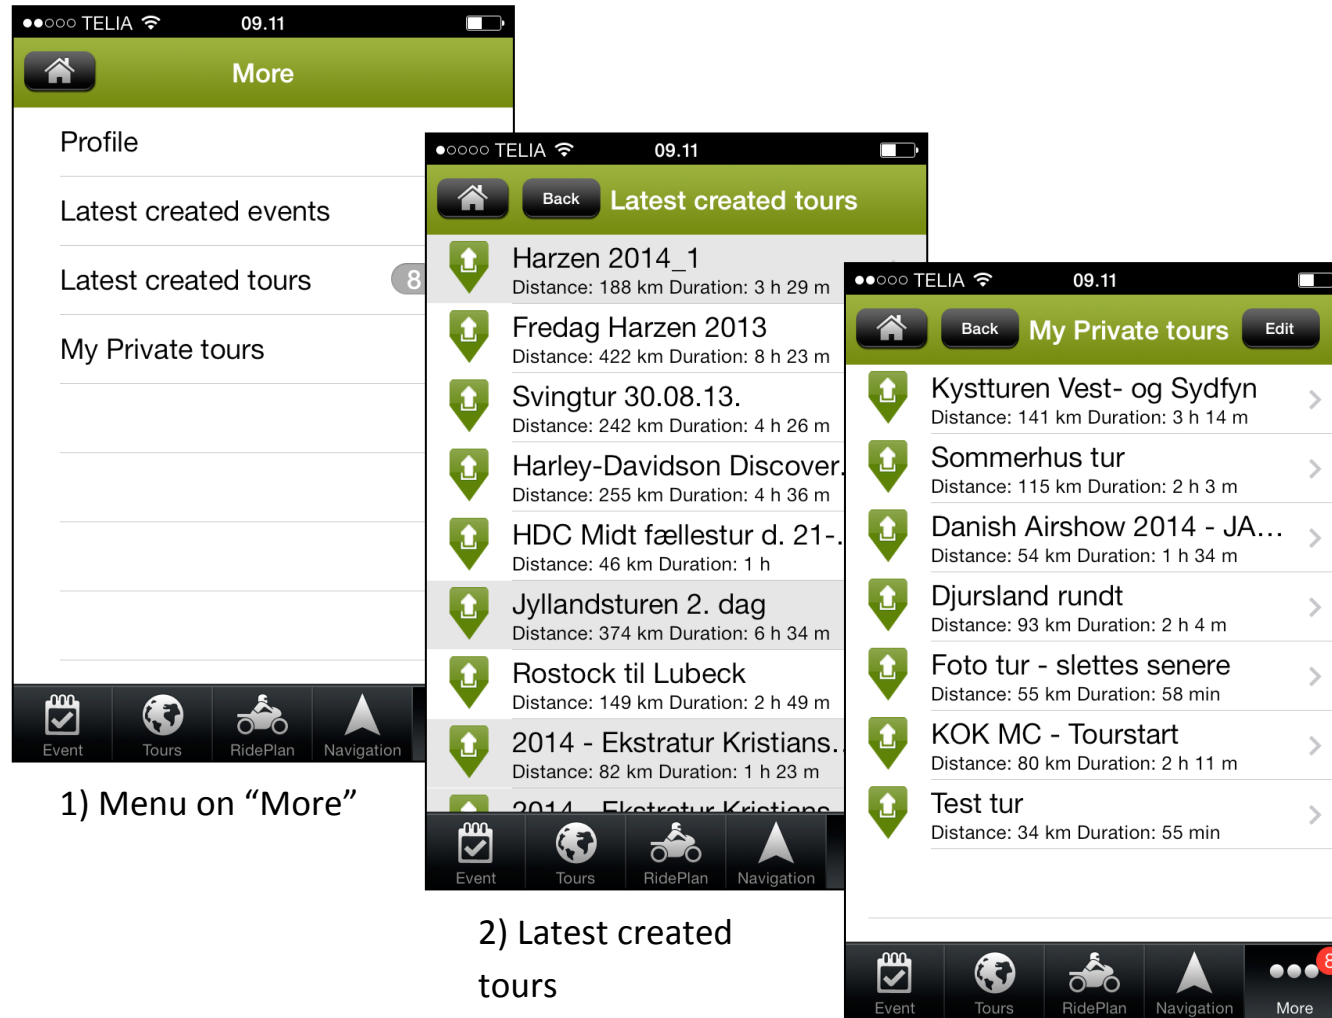 TELIA 09.11
More
Profile
Latest created events
Latest created tours 8
My Private tours
Event Tours RidePlan Navigation
1) Menu on “More”
TELIA 09.11
Back Latest created tours
Harzen 2014_1
Distance: 188 km Duration: 3 h 29 m
Fredag Harzen 2013
Distance: 422 km Duration: 8 h 23 m
Svingtur 30.08.13.
Distance: 242 km Duration: 4 h 26 m
Harley-Davidson Discover.
Distance: 255 km Duration: 4 h 36 m
HDC Midt fællestur d. 21-.
Distance: 46 km Duration: 1 h
Jyllandsturen 2. dag
Distance: 374 km Duration: 6 h 34 m
Rostock til Lubeck
Distance: 149 km Duration: 2 h 49 m
2014 - Ekstratur Kristians..
Distance: 82 km Duration: 1 h 23 m
2014 - Ekstratur Kristians
Event Tours RidePlan Navigation
2) Latest created
tours
TELIA 09.11
Back My Private tours Edit
Kystturen Vest- og Sydfyn
Distance: 141 km Duration: 3 h 14 m
Sommerhus tur
Distance: 115 km Duration: 2 h 3 m
Danish Airshow 2014 - JA...
Distance: 54 km Duration: 1 h 34 m
Djursland rundt
Distance: 93 km Duration: 2 h 4 m
Foto tur - slettes senere
Distance: 55 km Duration: 58 min
KOK MC - Tourstart
Distance: 80 km Duration: 2 h 11 m
Test tur
Distance: 34 km Duration: 55 min
8
Event Tours RidePlan Navigation More